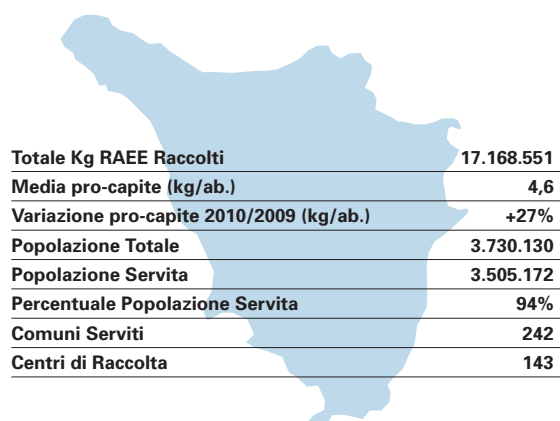 Totale Kg RAEE Raccolti 17.168.551
Media pro-capite (kg/ab.) 4,6
Variazione pro-capite 2010/2009 (kg/ab.) +27%
Popolazione Totale 3.730.130
Popolazione Servita 3.505.172
Percentuale Popolazione Servita 94%
Comuni Serviti 242
Centri di Raccolta 143